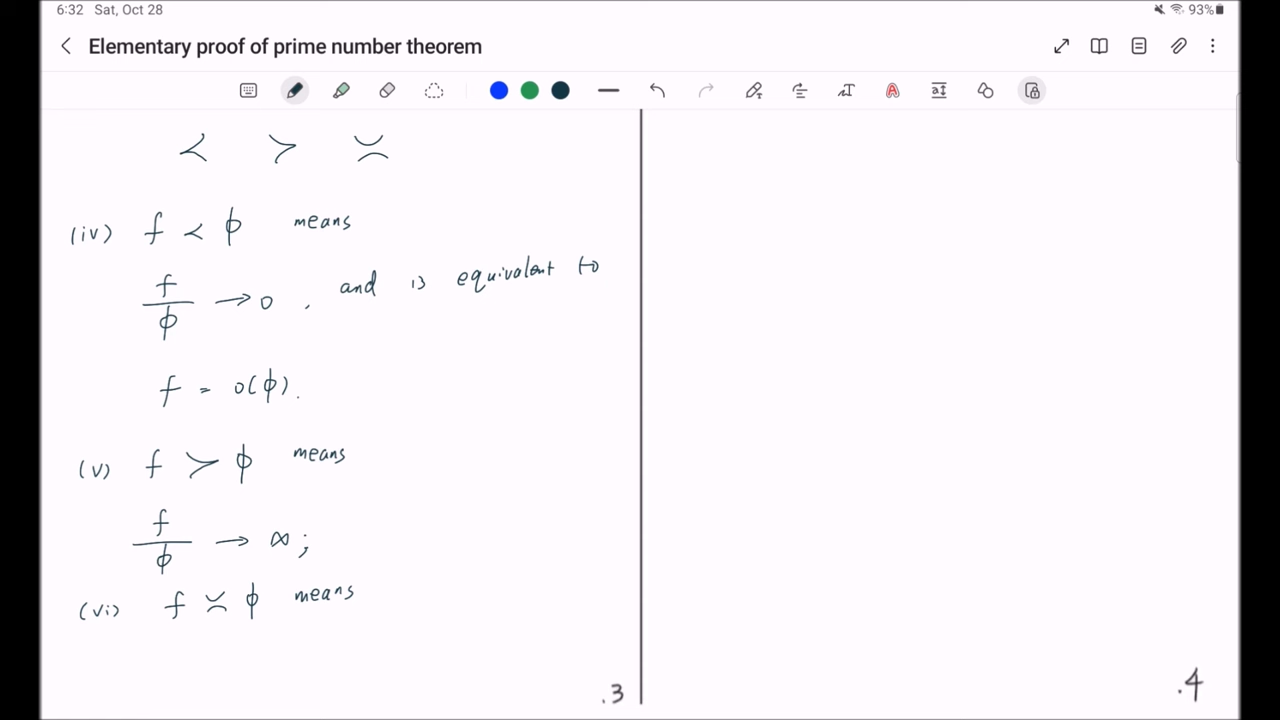 6:32 Sat, Oct 28
93%
Elementary proof of prime number theorem
≺ ≻ ≍
(iv) f ≺ ϕ means
f/ϕ → 0, and is equivalent to
f = o(ϕ).
(v) f ≻ ϕ means
f/ϕ → ∞;
(vi) f ≍ ϕ means
.3
.4